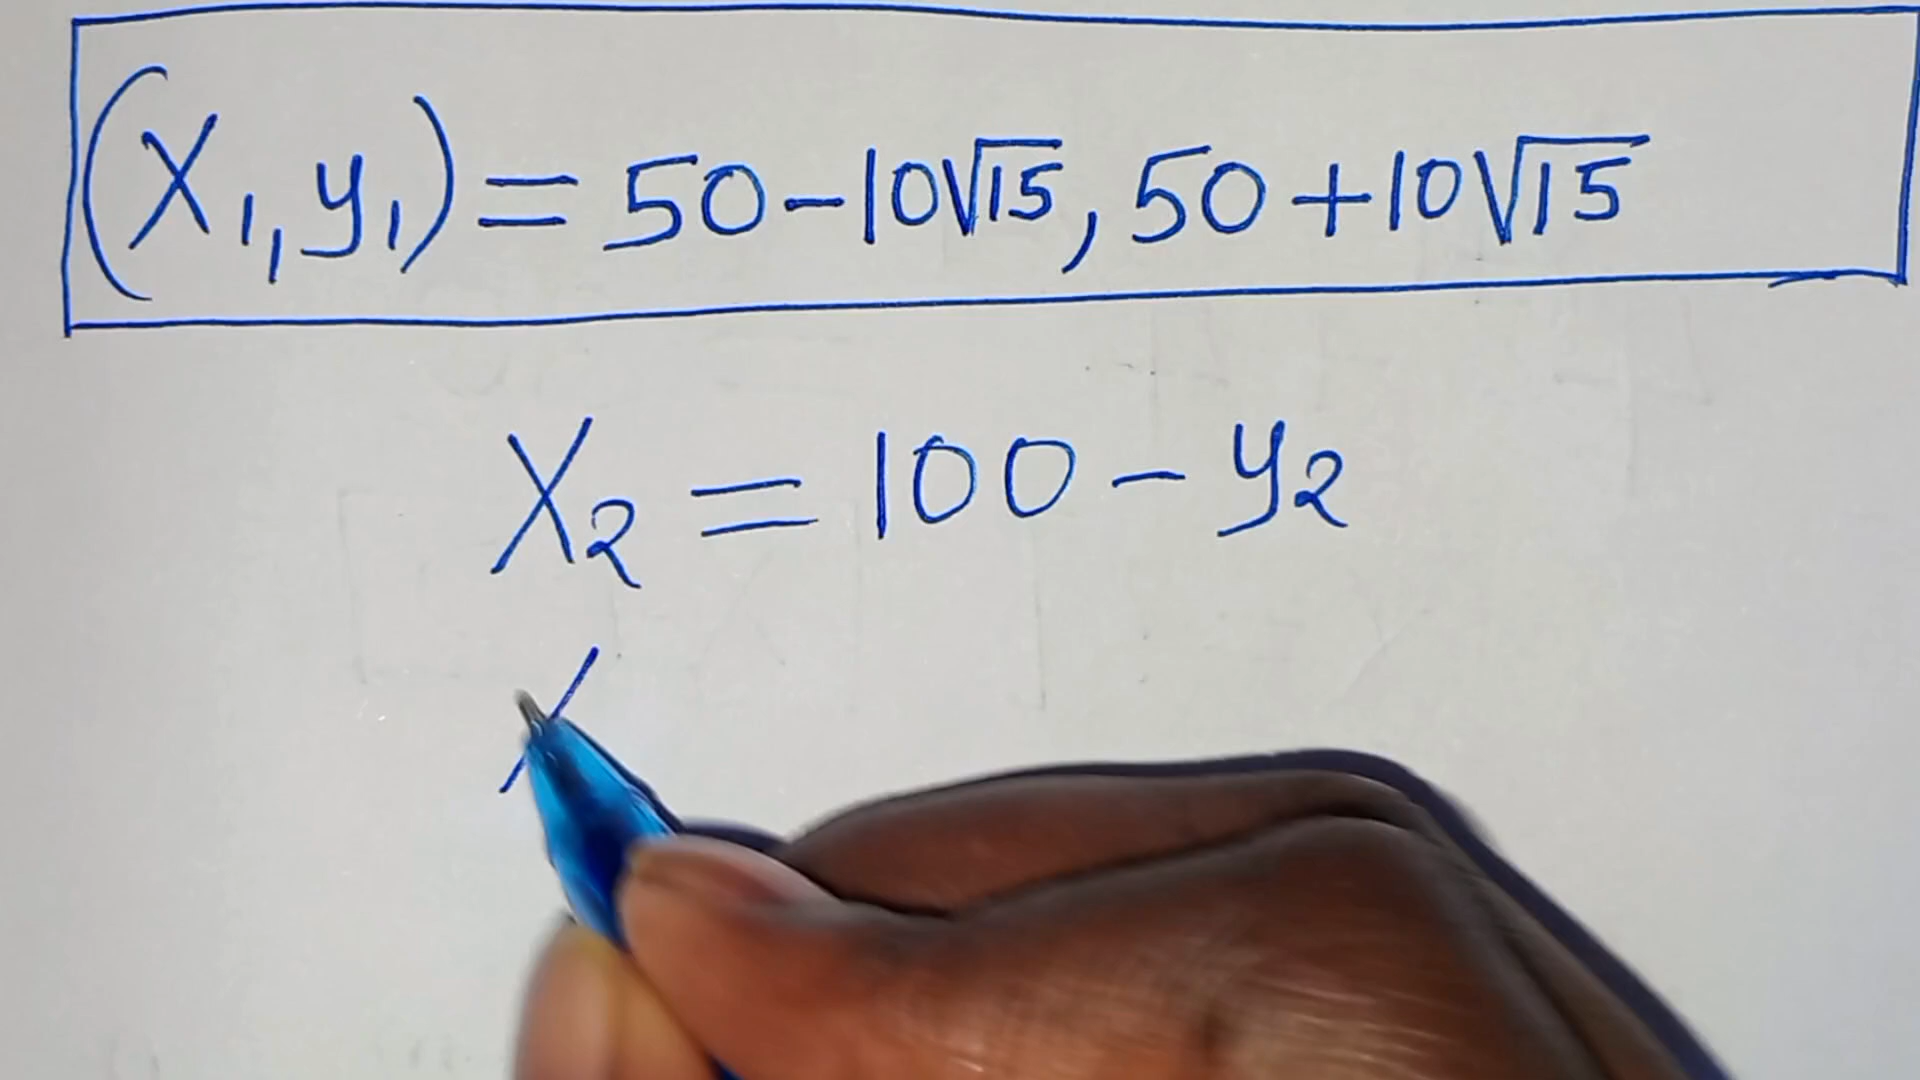 (X₁,y₁) = 50-10√15, 50+10√15
X₂ = 100 - y₂